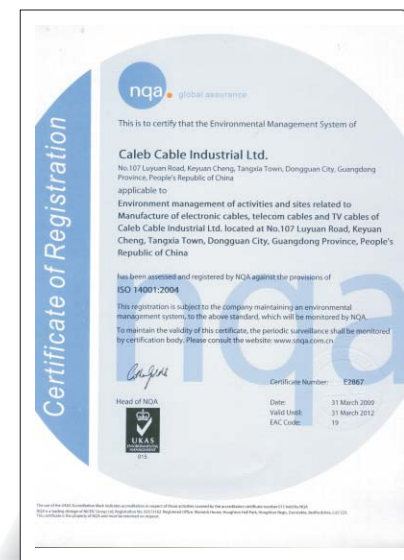 Certificate of Registration
nqa.
global assurance
This is to certify that the Environmental Management System of
Caleb Cable Industrial Ltd.
No.107 Luyuan Road, Keyuan Cheng, Tangxia Town, Dongguan City, Guangdong
Province, People's Republic of China
applicable to
Environment management of activities and sites related to
Manufacture of electronic cables, telecom cables and TV cables of
Caleb Cable Industrial Ltd. located at No.107 Luyuan Road, Keyuan
Cheng, Tangxia Town, Dongguan City, Guangdong Province, People's
Republic of China
has been assessed and registered by NQA against the provisions of
ISO 14001:2004
This registration is subject to the company maintaining an environmental
management system, to the above standard, which will be monitored by NQA.
To maintain the validity of this certificate, the periodic surveillance shall be monitored
by certification body. Please consult the website: www.snqa.com.cn
nqa
Head of NQA
Certificate Number: E2867
Date: 31 March 2009
Valid Until: 31 March 2012
EAC Code: 19
UKAS
ENVIRONMENTAL
MANAGEMENT
015